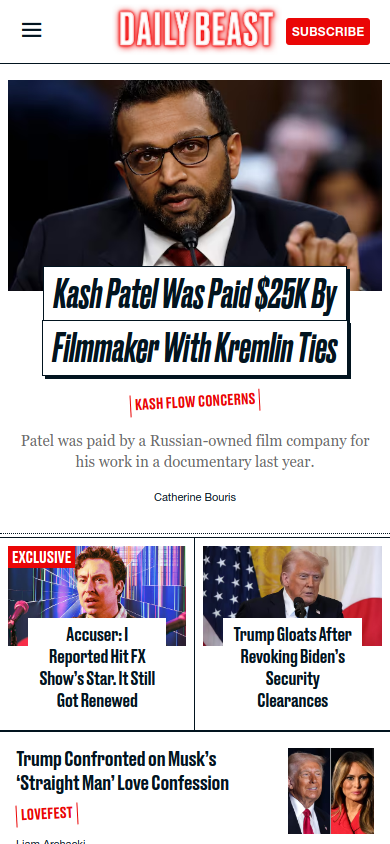 DAILY BEAST
SUBSCRIBE
Kash Patel Was Paid $25K By
Filmmaker With Kremlin Ties
KASH FLOW CONCERNS
Patel was paid by a Russian-owned film company for
his work in a documentary last year.
Catherine Bouris
EXCLUSIVE
Accuser: I
Reported Hit FX
Show's Star. It Still
Got Renewed
Trump Gloats After
Revoking Biden's
Security
Clearances
Trump Confronted on Musk's
'Straight Man' Love Confession
LOVEFEST